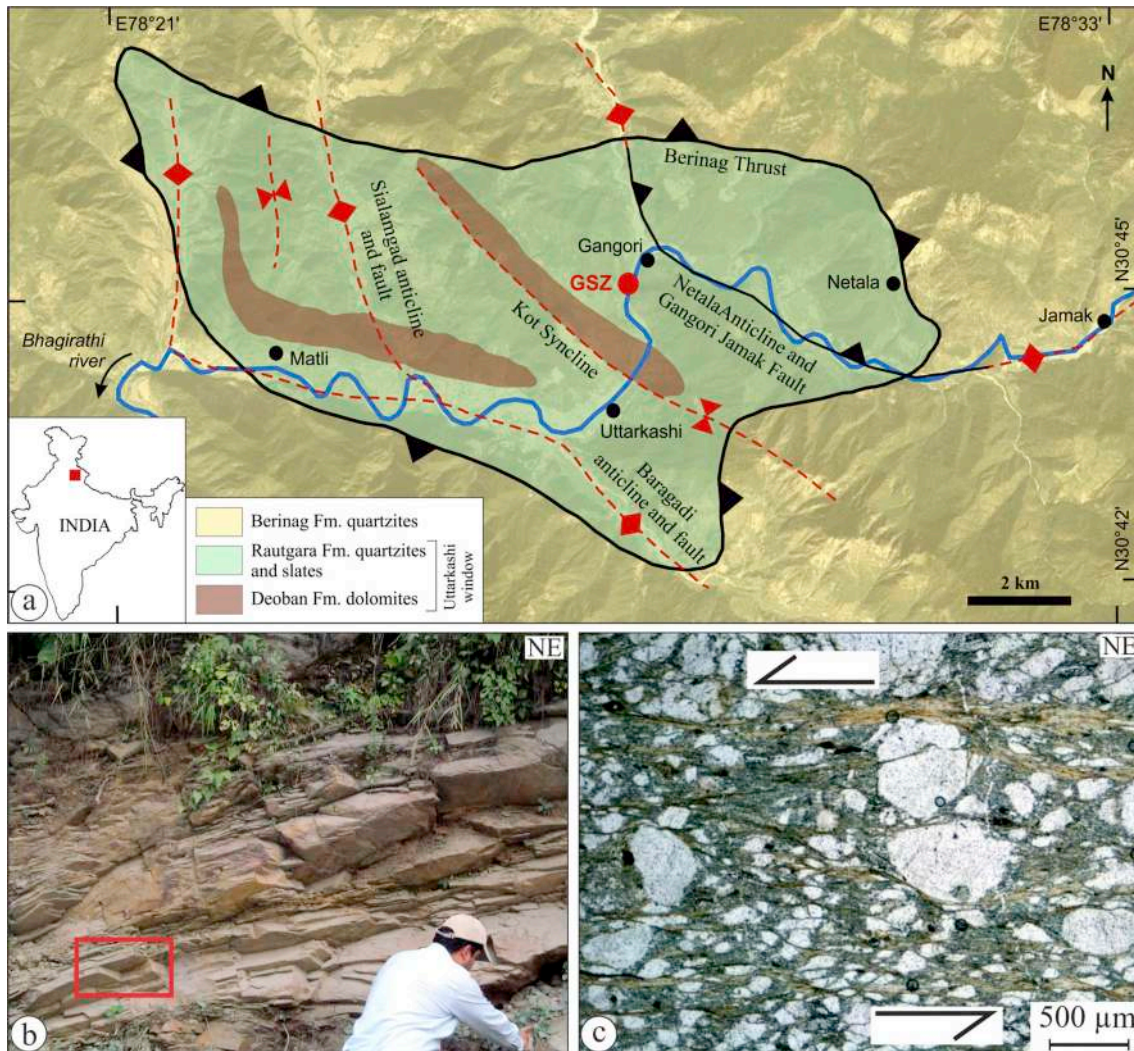 E78°21'
E78°33'
N
Berinag Thrust
N30°45'
Sialamgad anticline
and fault
Gangori
GSZ
Netala
NetalaAnticline and
Gangori Jamak Fault
Jamak
Kot Syncline
Bhagirathi
river
Matli
Uttarkashi
Baragadi
anticline and fault
N30°42'
INDIA
Berinag Fm. quartzites
Rautgara Fm. quartzites
and slates
Deoban Fm. dolomites
Uttarkashi
window
2 km
a
NE
b
NE
500 µm
c